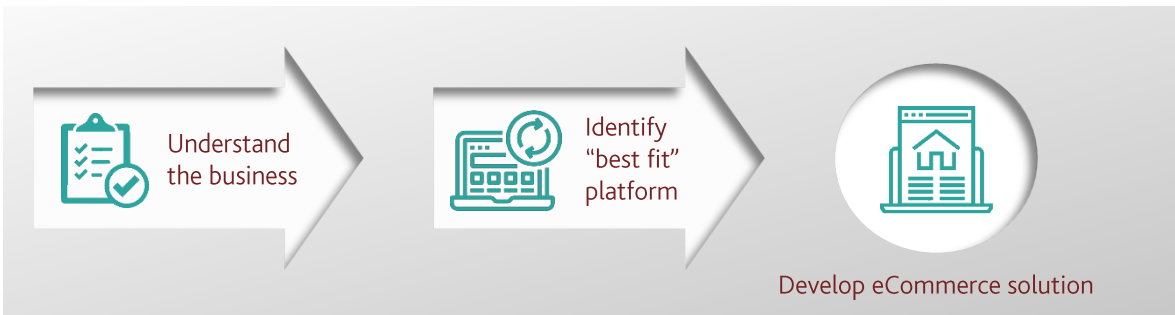 Understand
the business
Identify
“best fit”
platform
Develop eCommerce solution